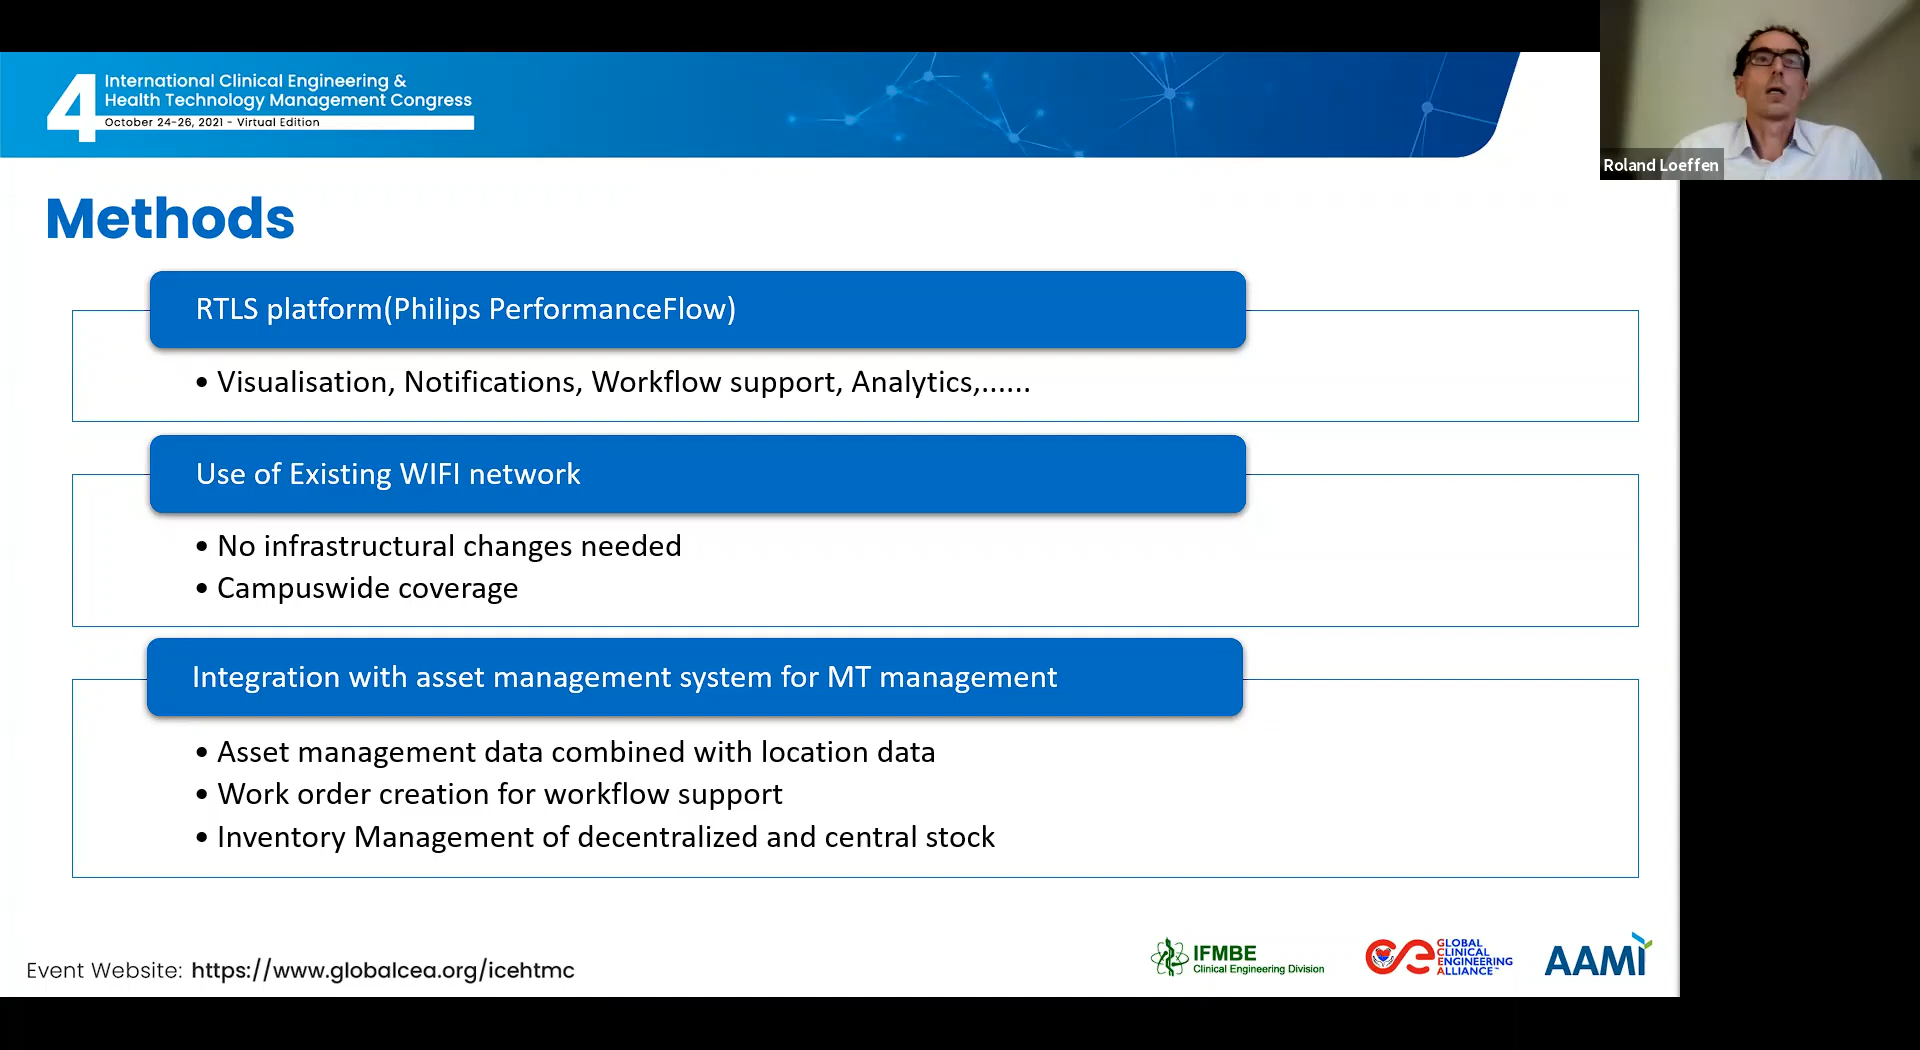 4
International Clinical Engineering &
Health Technology Management Congress
October 24-26, 2021 - Virtual Edition
Roland Loeffen
Methods
RTLS platform(Philips PerformanceFlow)
• Visualisation, Notifications, Workflow support, Analytics,......
Use of Existing WIFI network
• No infrastructural changes needed
• Campuswide coverage
Integration with asset management system for MT management
• Asset management data combined with location data
• Work order creation for workflow support
• Inventory Management of decentralized and central stock
Event Website: https://www.globalcea.org/icehtmc
IFMBE
Clinical Engineering Division
GLOBAL
CLINICAL
ENGINEERING
ALLIANCE™
AAMI